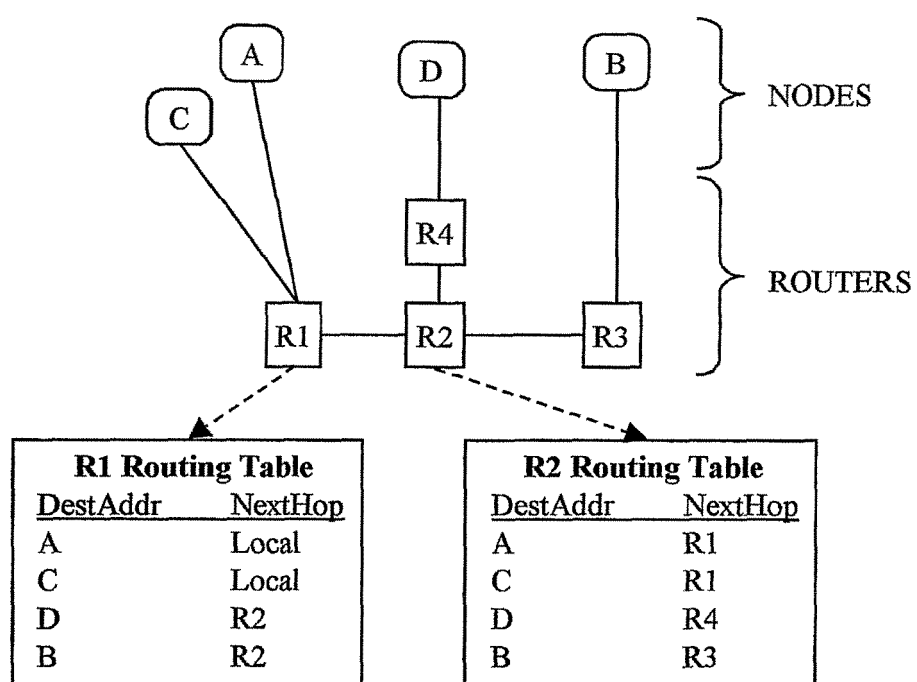 A
D
B
NODES
C
R4
ROUTERS
R1
R2
R3
R1 Routing Table
DestAddr NextHop
A Local
C Local
D R2
B R2
R2 Routing Table
DestAddr NextHop
A R1
C R1
D R4
B R3